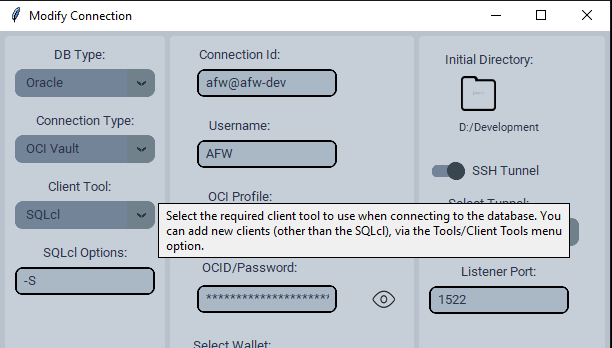 Modify Connection
DB Type:
Oracle
Connection Type:
OCI Vault
Client Tool:
SQLcl
SQLcl Options:
-S
Connection Id:
afw@afw-dev
Username:
AFW
OCI Profile:
Select the required client tool to use when connecting to the database. You
can add new clients (other than the SQLcl), via the Tools/Client Tools menu
option.
OCID/Password:
*********************
Select Wallet:
Initial Directory:
D:/Development
SSH Tunnel
Select Tunnel:
Listener Port:
1522